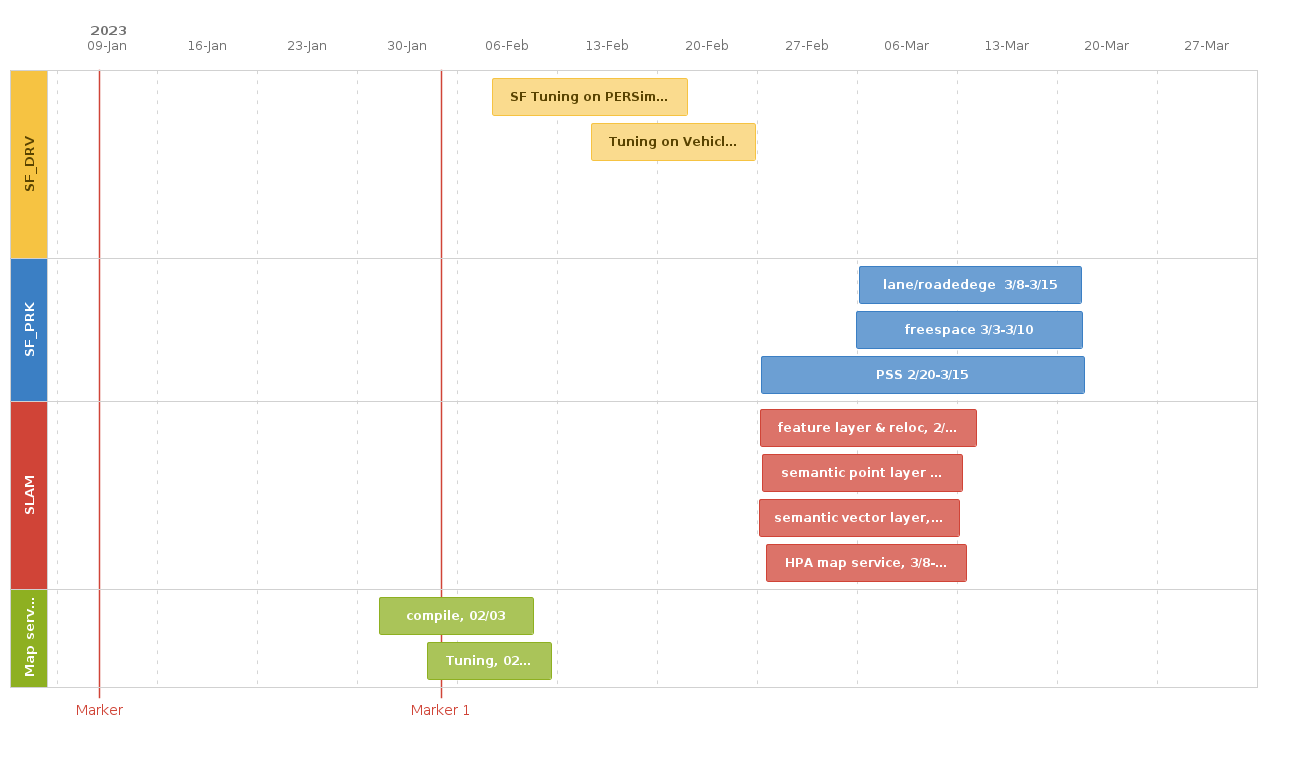 2023
09-Jan 16-Jan 23-Jan 30-Jan 06-Feb 13-Feb 20-Feb 27-Feb 06-Mar 13-Mar 20-Mar 27-Mar
SF_DRV
SF Tuning on PERSim...
Tuning on Vehicl...
SF_PRK
lane/roadedege 3/8-3/15
freespace 3/3-3/10
PSS 2/20-3/15
SLAM
feature layer & reloc, 2/...
semantic point layer ...
semantic vector layer,...
HPA map service, 3/8-...
Map serv...
compile, 02/03
Tuning, 02...
Marker
Marker 1